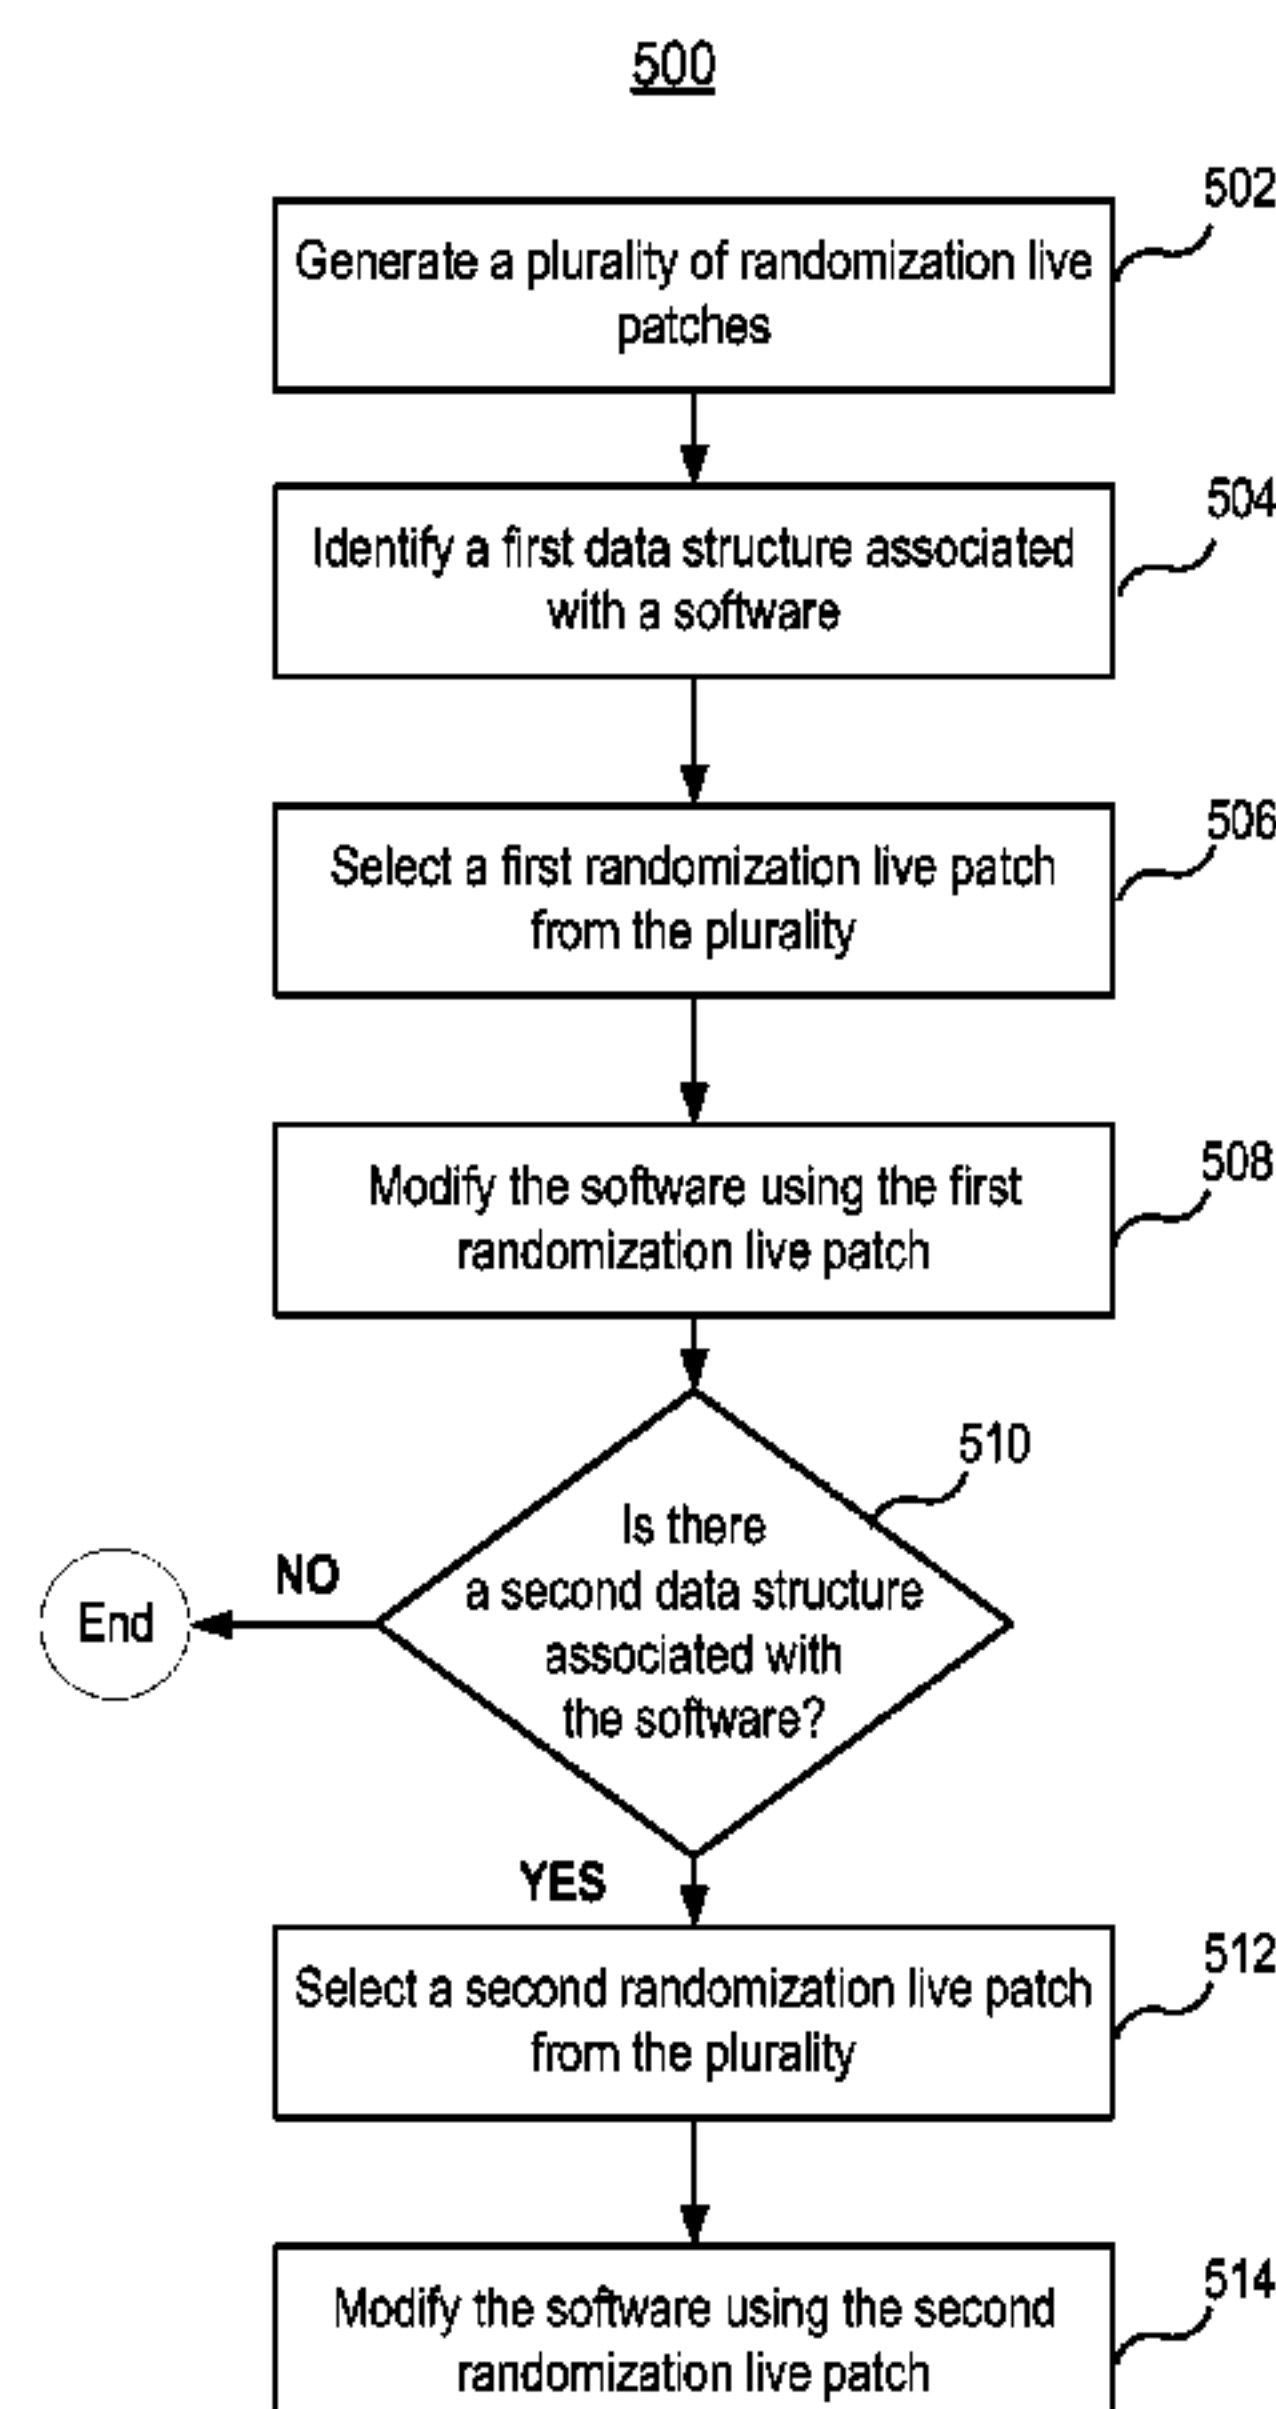 500
502
Generate a plurality of randomization live
patches
504
Identify a first data structure associated
with a software
506
Select a first randomization live patch
from the plurality
508
Modify the software using the first
randomization live patch
510
Is there
a second data structure
associated with
the software?
NO
End
YES
512
Select a second randomization live patch
from the plurality
514
Modify the software using the second
randomization live patch